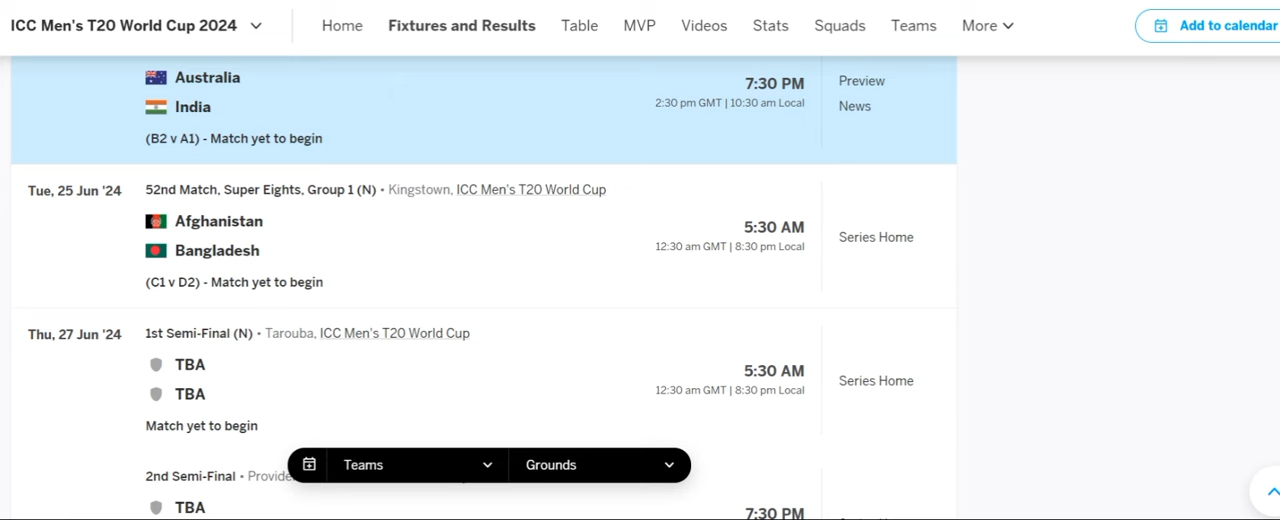 ICC Men's T20 World Cup 2024
Home
Fixtures and Results
Table
MVP
Videos
Stats
Squads
Teams
More
Add to calendar
Australia
India
(B2 v A1) - Match yet to begin
7:30 PM
2:30 pm GMT | 10:30 am Local
Preview
News
Tue, 25 Jun '24
52nd Match, Super Eights, Group 1 (N) • Kingstown, ICC Men's T20 World Cup
Afghanistan
Bangladesh
(C1 v D2) - Match yet to begin
5:30 AM
12:30 am GMT | 8:30 pm Local
Series Home
Thu, 27 Jun '24
1st Semi-Final (N) • Tarouba, ICC Men's T20 World Cup
TBA
TBA
Match yet to begin
5:30 AM
12:30 am GMT | 8:30 pm Local
Series Home
Teams
Grounds
2nd Semi-Final • Provide
TBA
7:30 PM